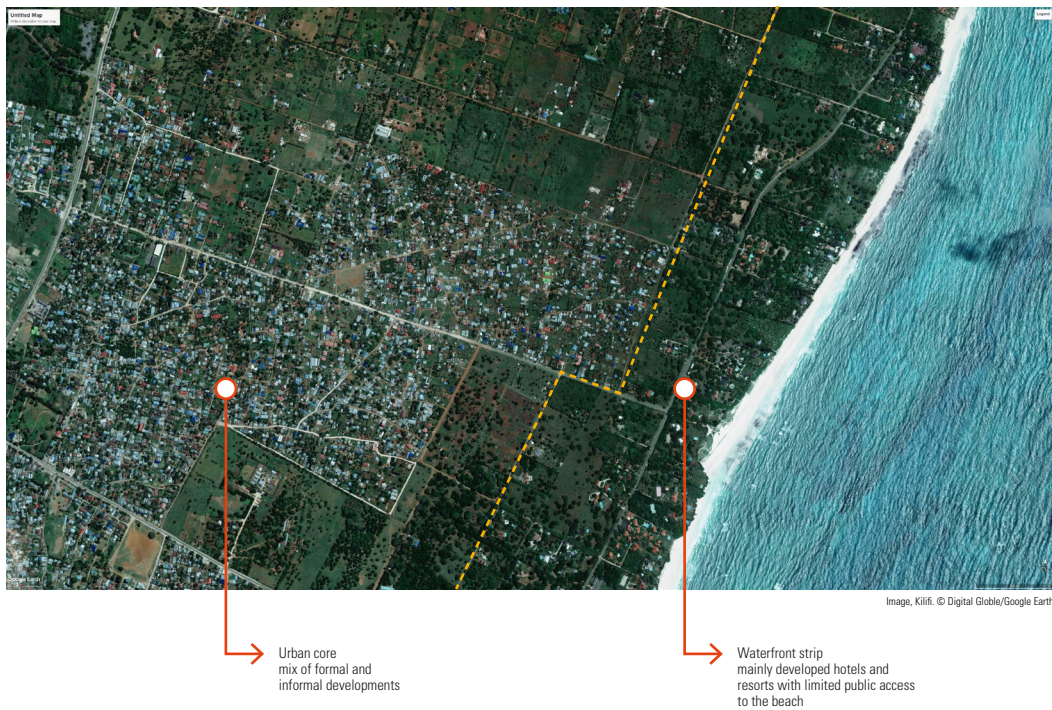 Untitled Map
Legend
Google Earth
Image, Kilifi. © Digital Globle/Google Earth
Urban core
mix of formal and
informal developments
Waterfront strip
mainly developed hotels and
resorts with limited public access
to the beach